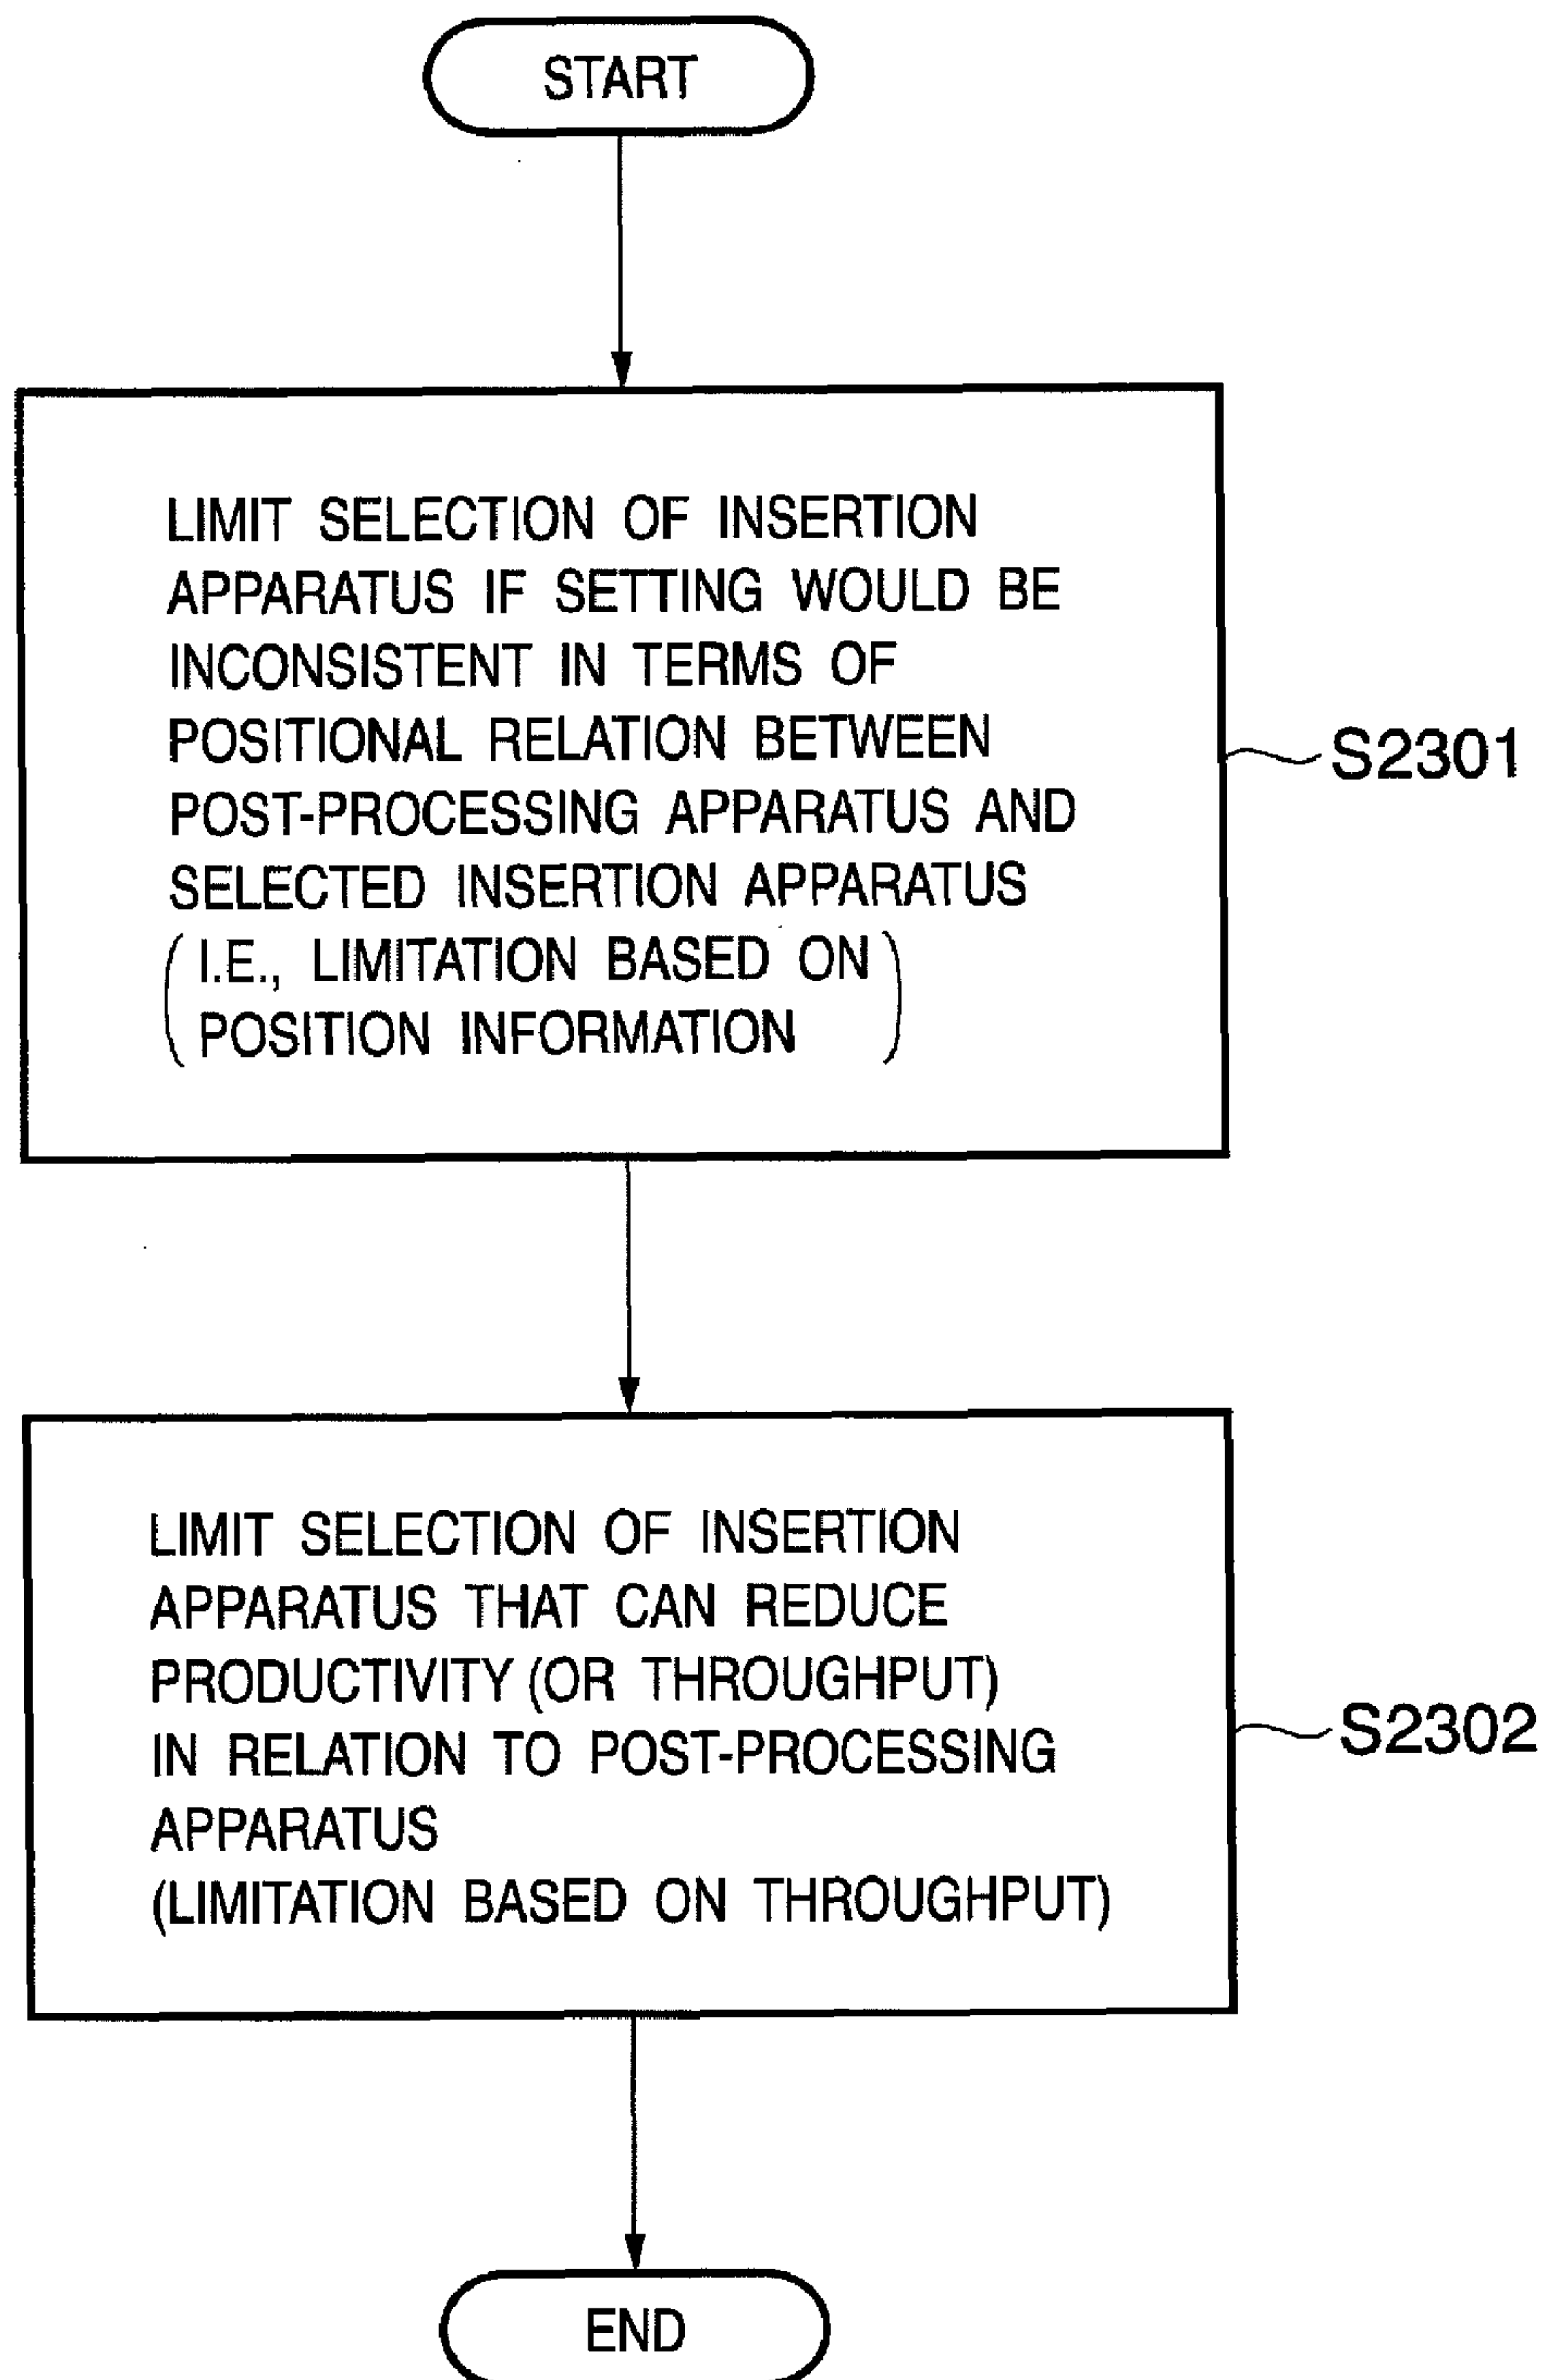 START
LIMIT SELECTION OF INSERTION
APPARATUS IF SETTING WOULD BE
INCONSISTENT IN TERMS OF
POSITIONAL RELATION BETWEEN
POST-PROCESSING APPARATUS AND
SELECTED INSERTION APPARATUS
(I.E., LIMITATION BASED ON
POSITION INFORMATION)
S2301
LIMIT SELECTION OF INSERTION
APPARATUS THAT CAN REDUCE
PRODUCTIVITY (OR THROUGHPUT)
IN RELATION TO POST-PROCESSING
APPARATUS
(LIMITATION BASED ON THROUGHPUT)
S2302
END